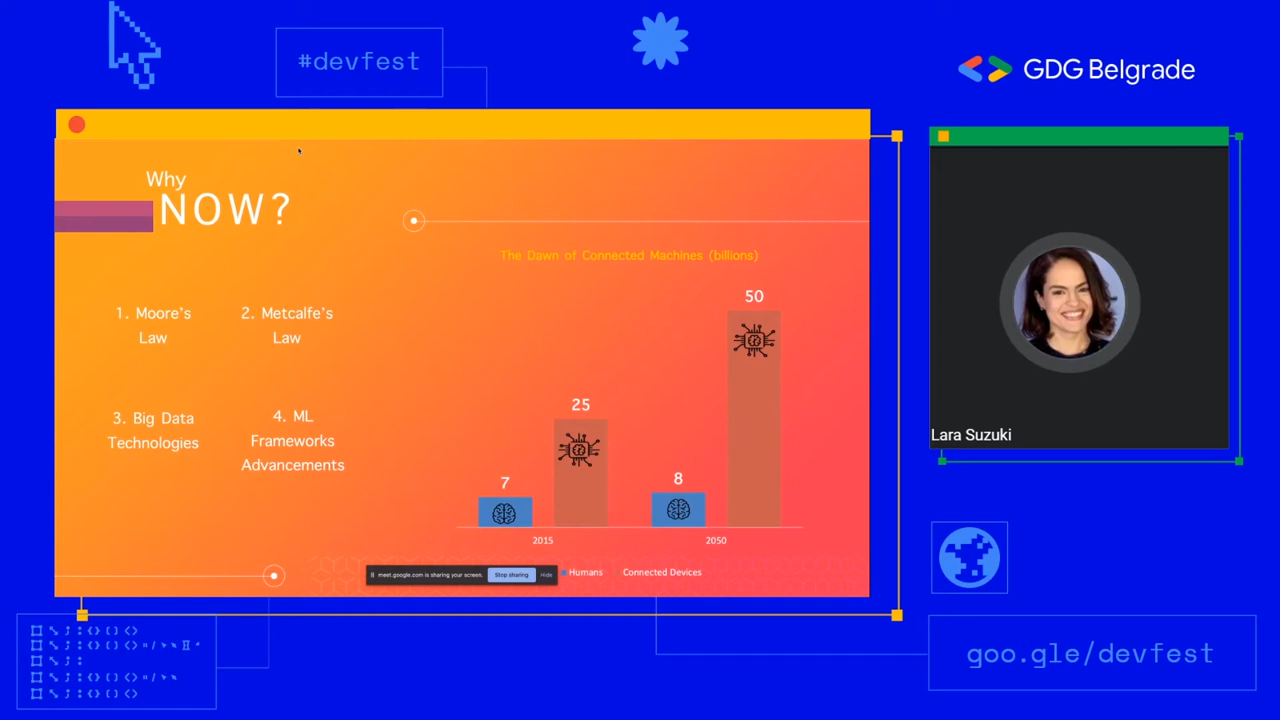 #devfest
GDG Belgrade
Why
NOW?
The Dawn of Connected Machines (billions)
1. Moore's
Law
2. Metcalfe's
Law
3. Big Data
Technologies
4. ML
Frameworks
Advancements
7
25
8
50
2015
2050
Humans
Connected Devices
meet.google.com is sharing your screen.
Stop sharing
Hide
Lara Suzuki
goo.gle/devfest